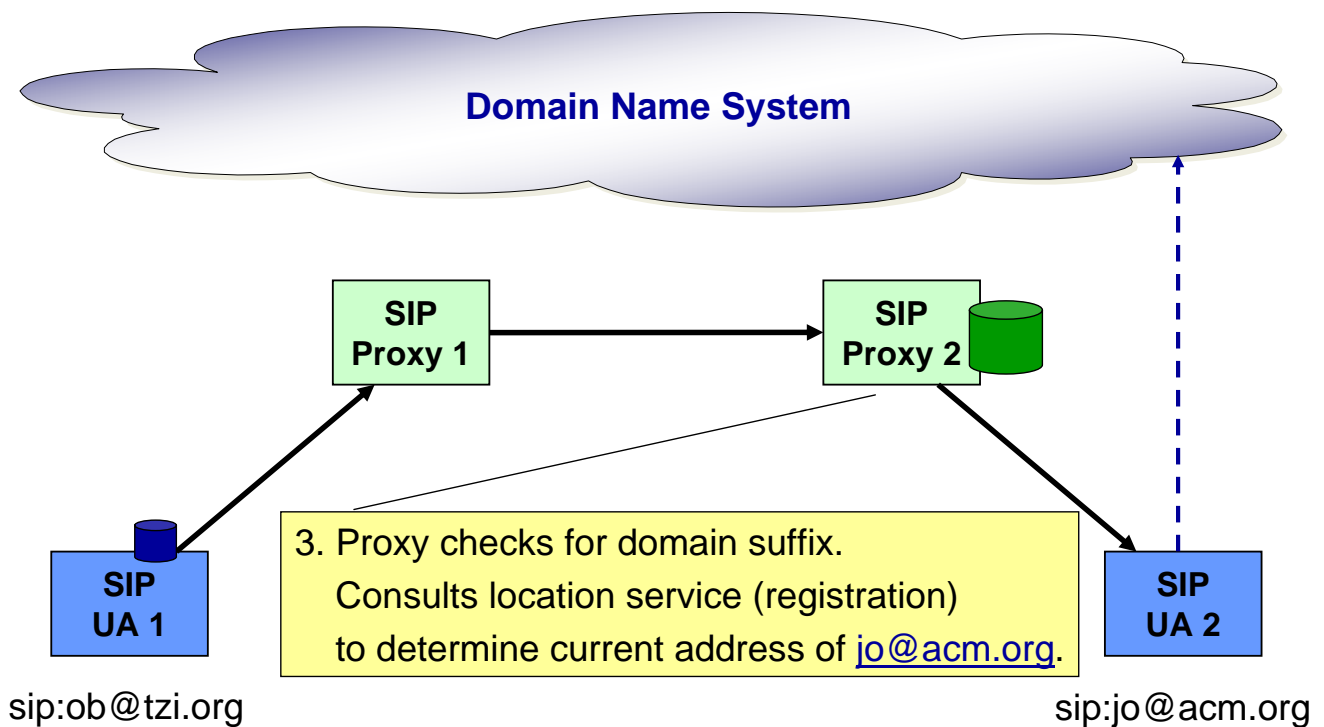 Domain Name System
SIP
Proxy 1
SIP
Proxy 2
3. Proxy checks for domain suffix.
Consults location service (registration)
to determine current address of jo@acm.org.
SIP
UA 1
SIP
UA 2
sip:ob@tzi.org
sip:jo@acm.org